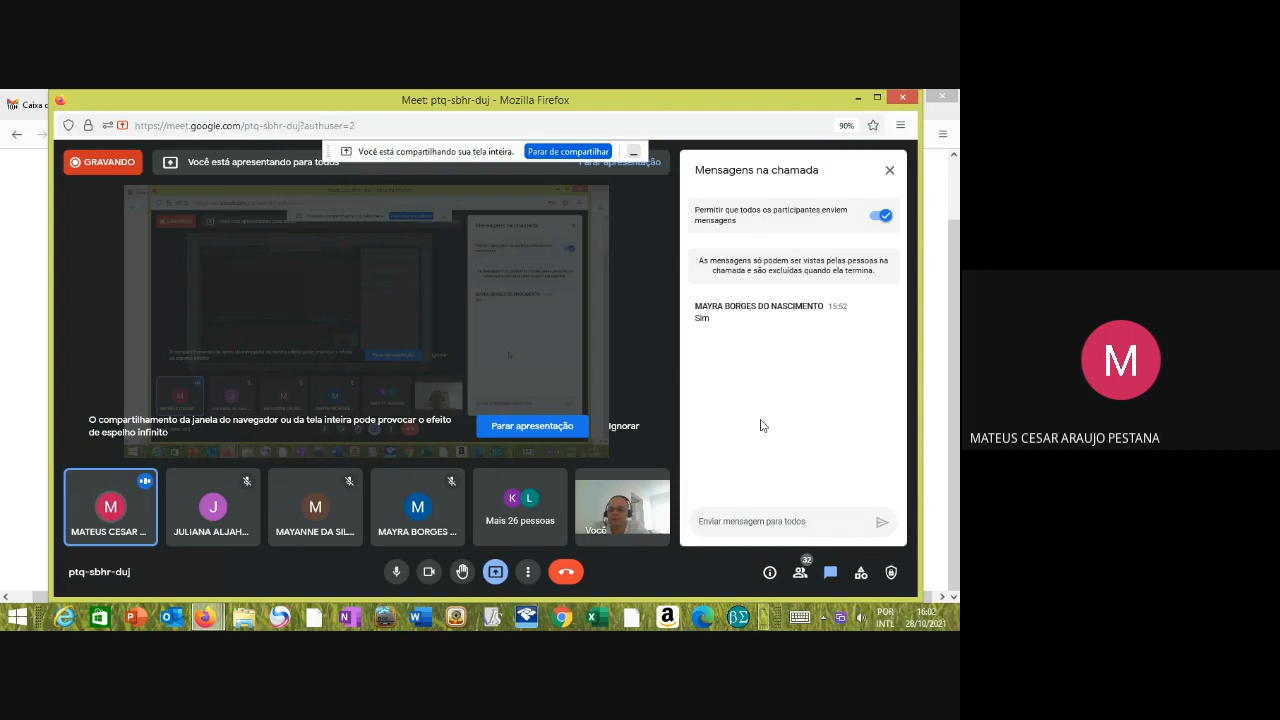 Meet: ptq-sbhr-duj - Mozilla Firefox
Caixa d
https://meet.google.com/ptq-sbhr-duj?authuser=2
90%
Você está compartilhando sua tela inteira.
Parar de compartilhar
GRAVANDO
Você está apresentando para todos
Parar apresentação
Mensagens na chamada
Permitir que todos os participantes enviem
mensagens
As mensagens só podem ser vistas pelas pessoas na
chamada e são excluídas quando ela termina.
MAYRA BORGES DO NASCIMENTO 15:52
Sim
O compartilhamento da janela do navegador ou da tela inteira pode provocar o efeito
de espelho infinito
Parar apresentação
Ignorar
M
MATEUS CESAR ...
J
JULIANA ALJAH...
M
MAYANNE DA SIL...
M
MAYRA BORGES ...
K L
Mais 26 pessoas
Você
Enviar mensagem para todos
ptq-sbhr-duj
32
POR
INTL
16:02
28/10/2021
M
MATEUS CESAR ARAUJO PESTANA